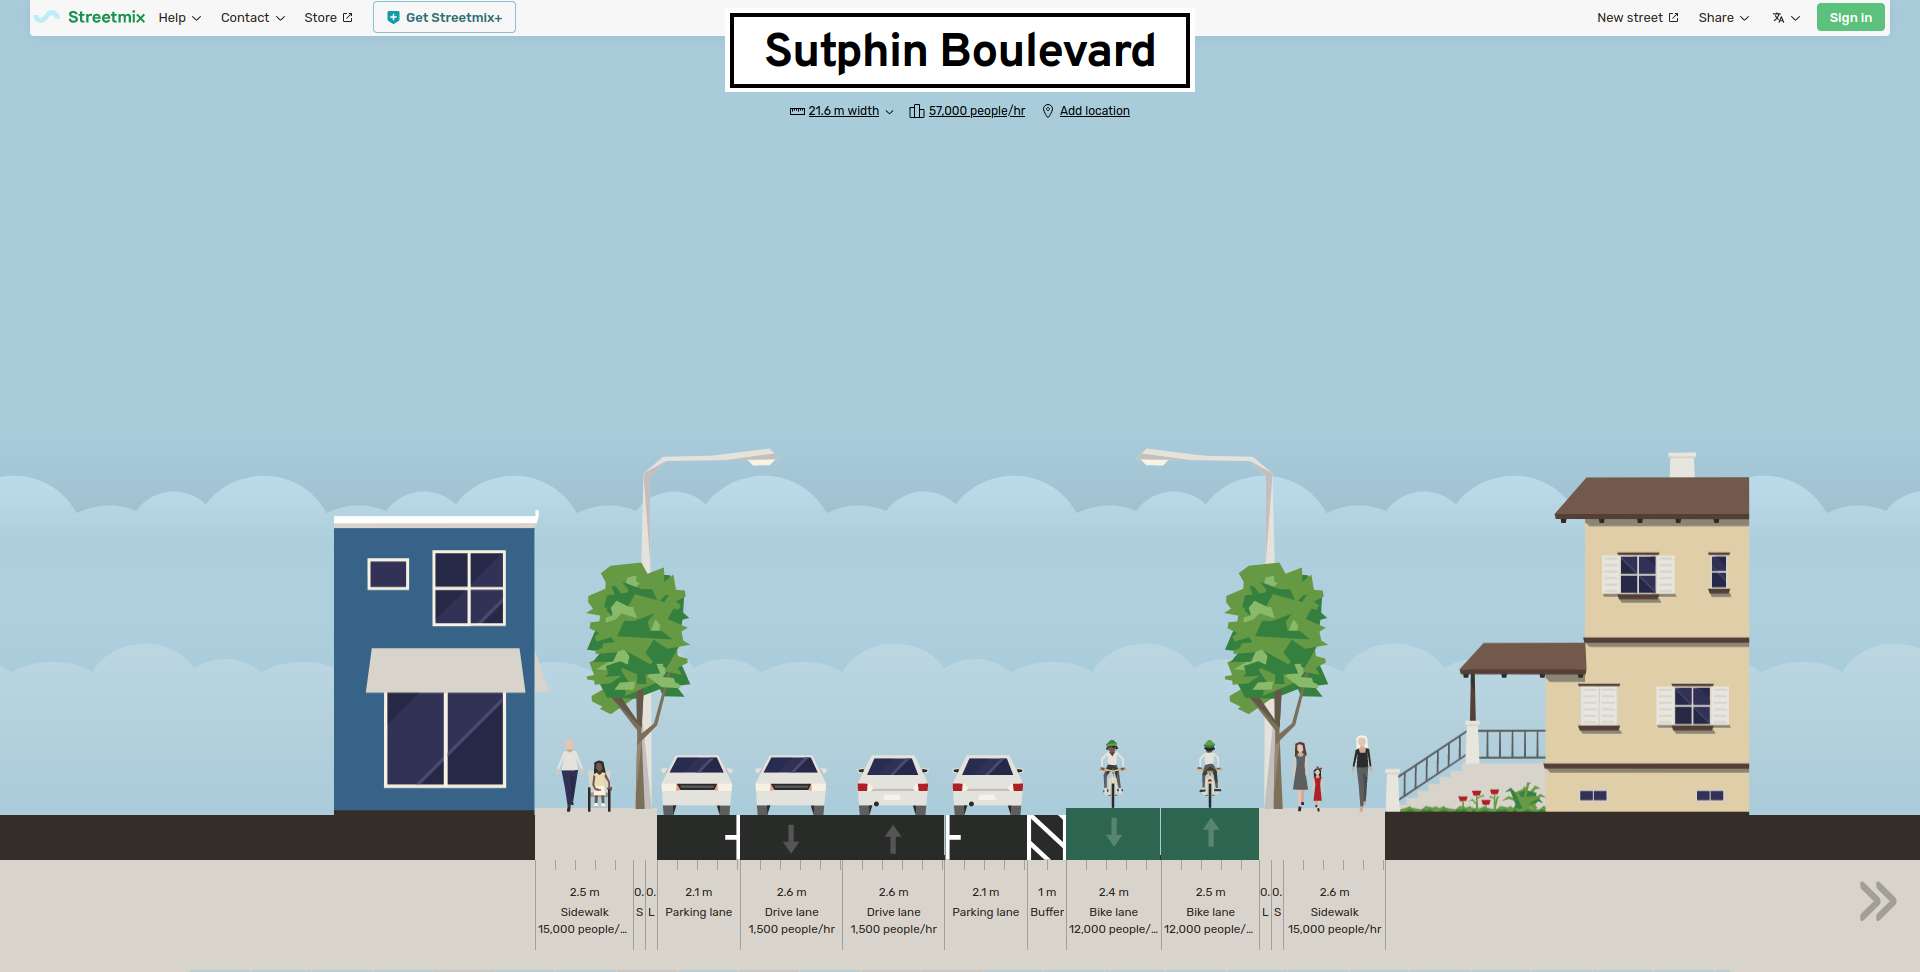 Streetmix Help Contact Store Get Streetmix+ New street Share Sign in
Sutphin Boulevard
21.6 m width 57,000 people/hr Add location
2.5 m 0. 0. 2.1 m 2.6 m 2.6 m 2.1 m 1 m 2.4 m 2.5 m 0. 0. 2.6 m
Sidewalk S L Parking lane Drive lane Drive lane Parking lane Buffer Bike lane Bike lane L S Sidewalk
15,000 people/... 1,500 people/hr 1,500 people/hr 12,000 people/... 12,000 people/... 15,000 people/hr